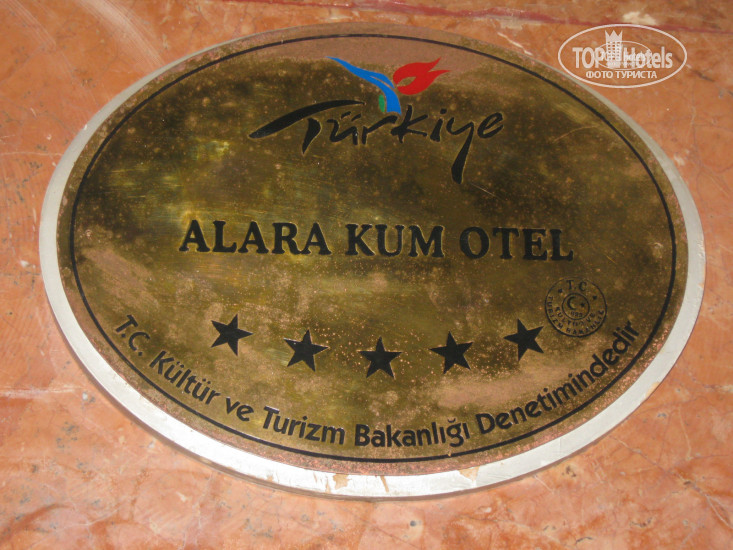 TOP Hotels
ФОТО ТУРИСТА
Türkiye
ALARA KUM OTEL
T.C.
T.C. Kültür ve Turizm Bakanlığı Denetimindedir